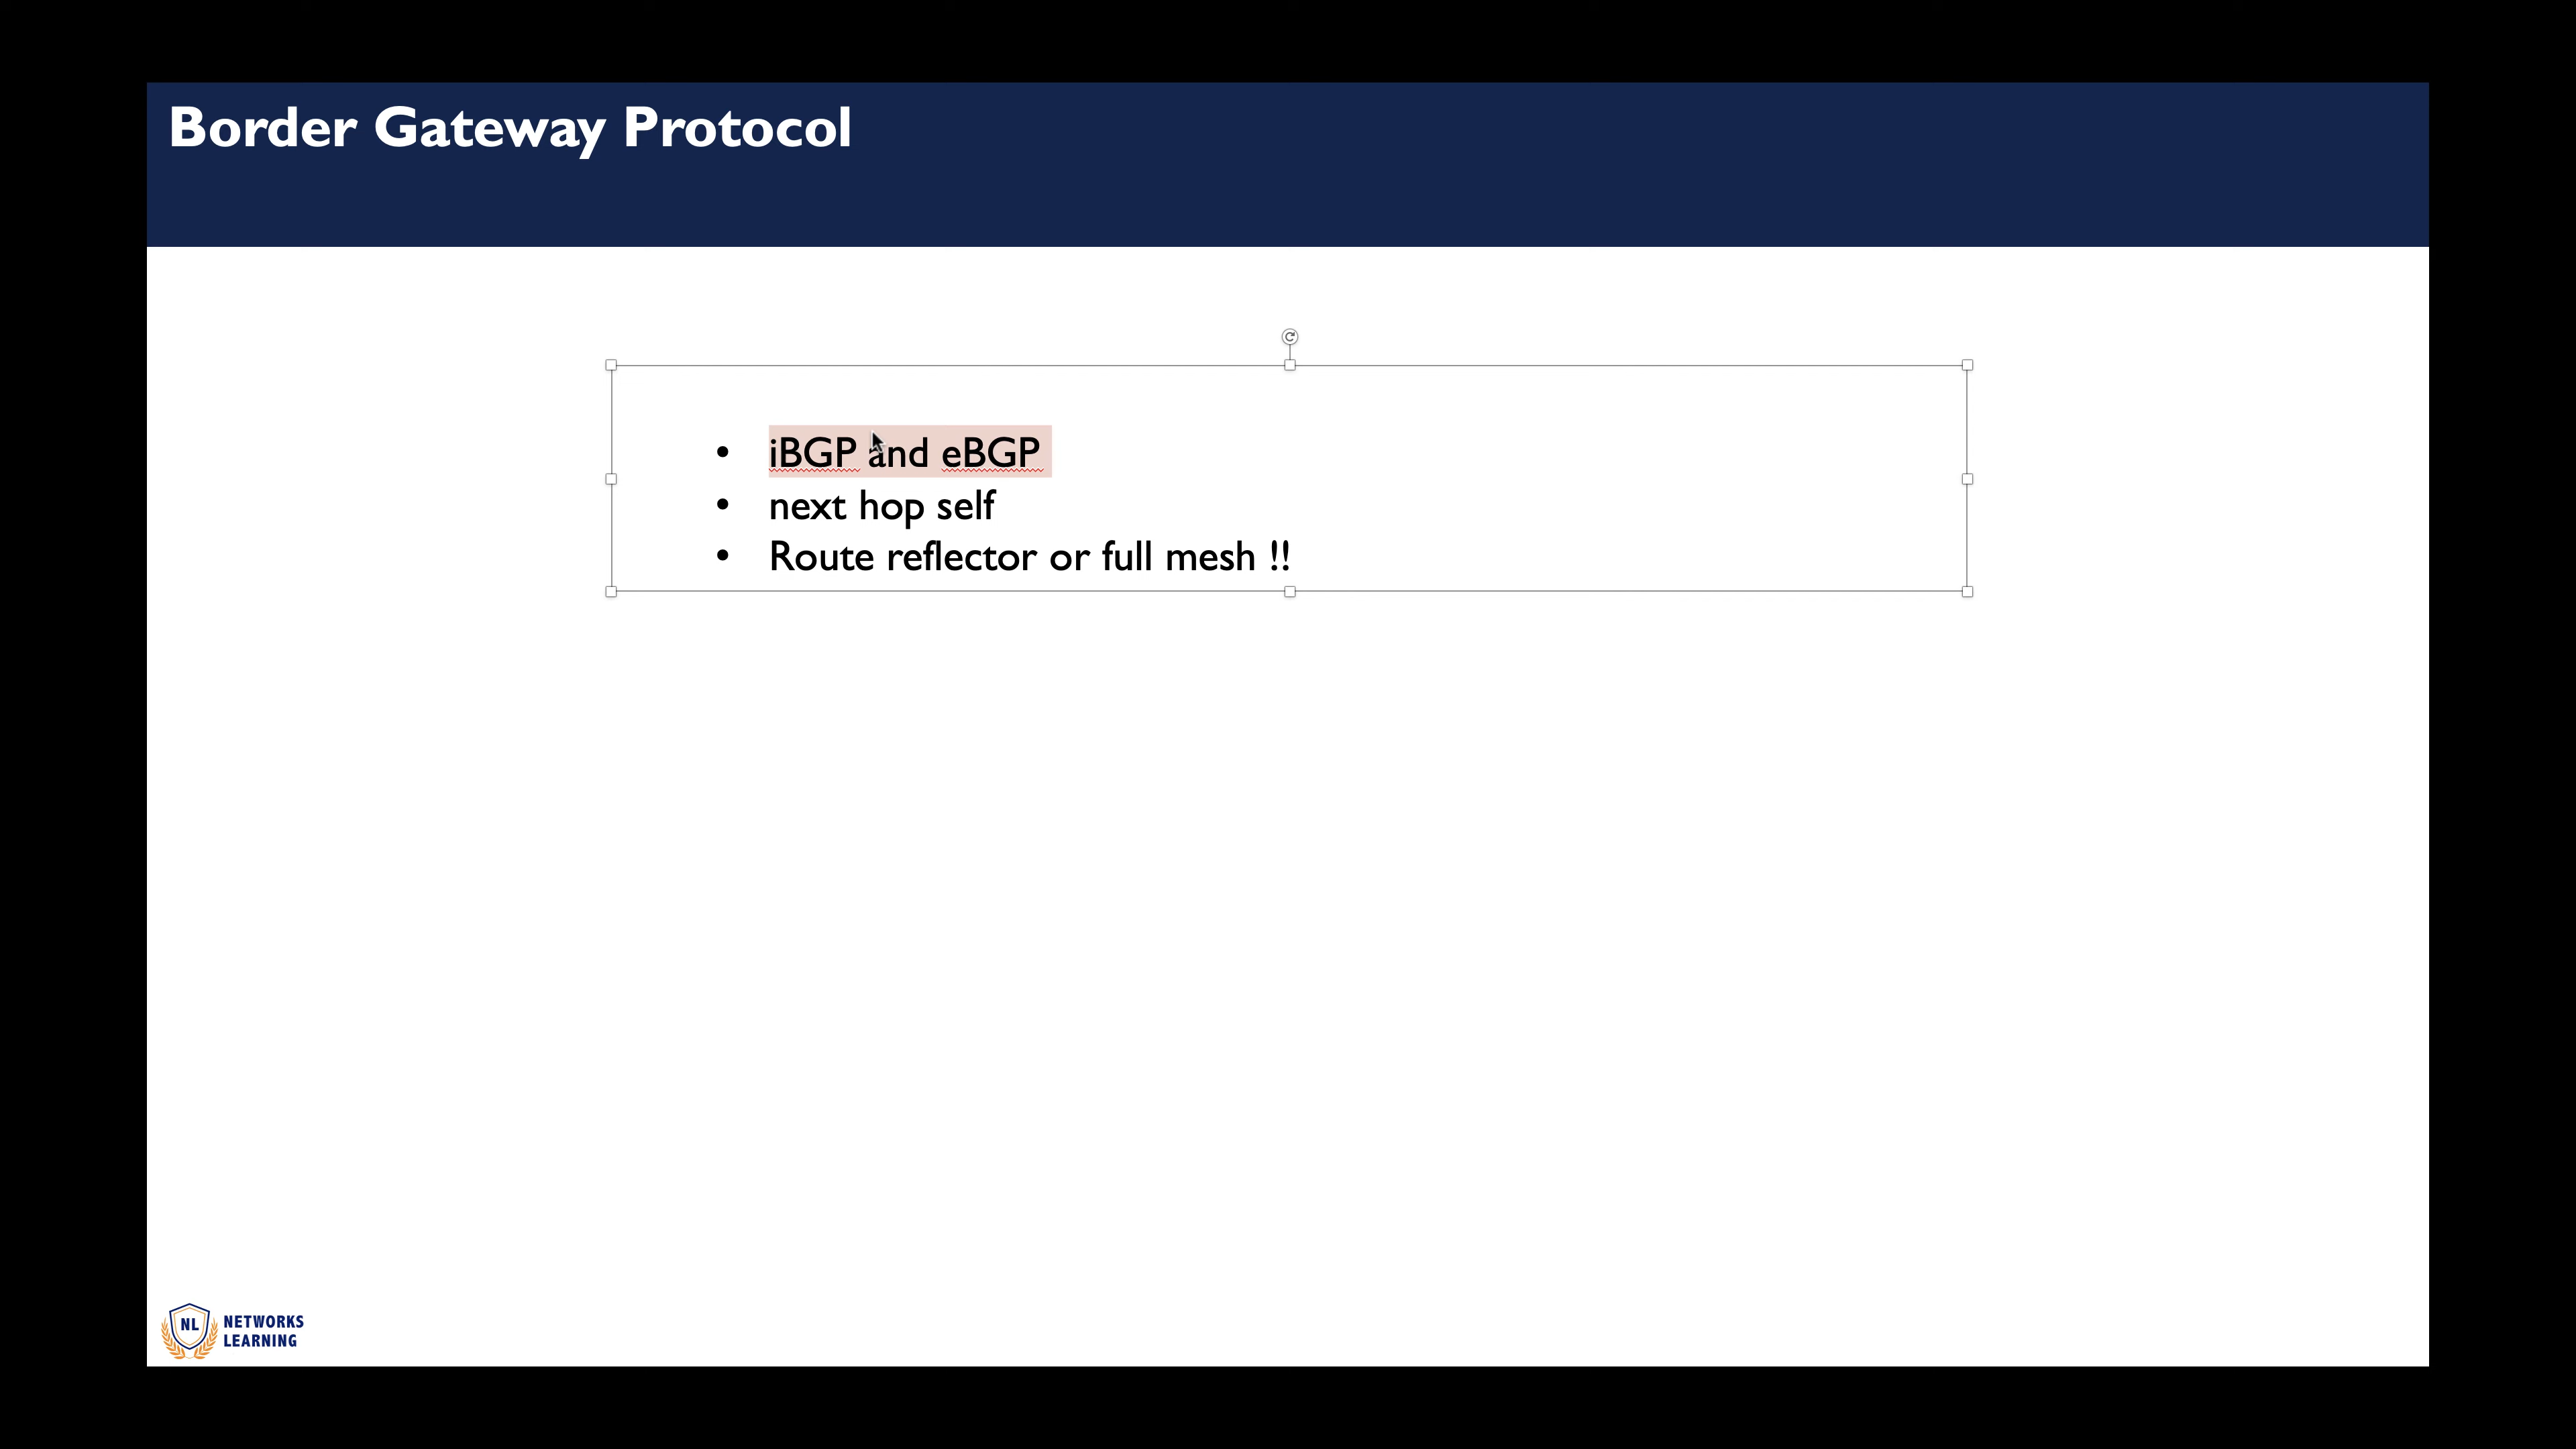 Border Gateway Protocol
• iBGP and eBGP
• next hop self
• Route reflector or full mesh !!
NL
NETWORKS
LEARNING